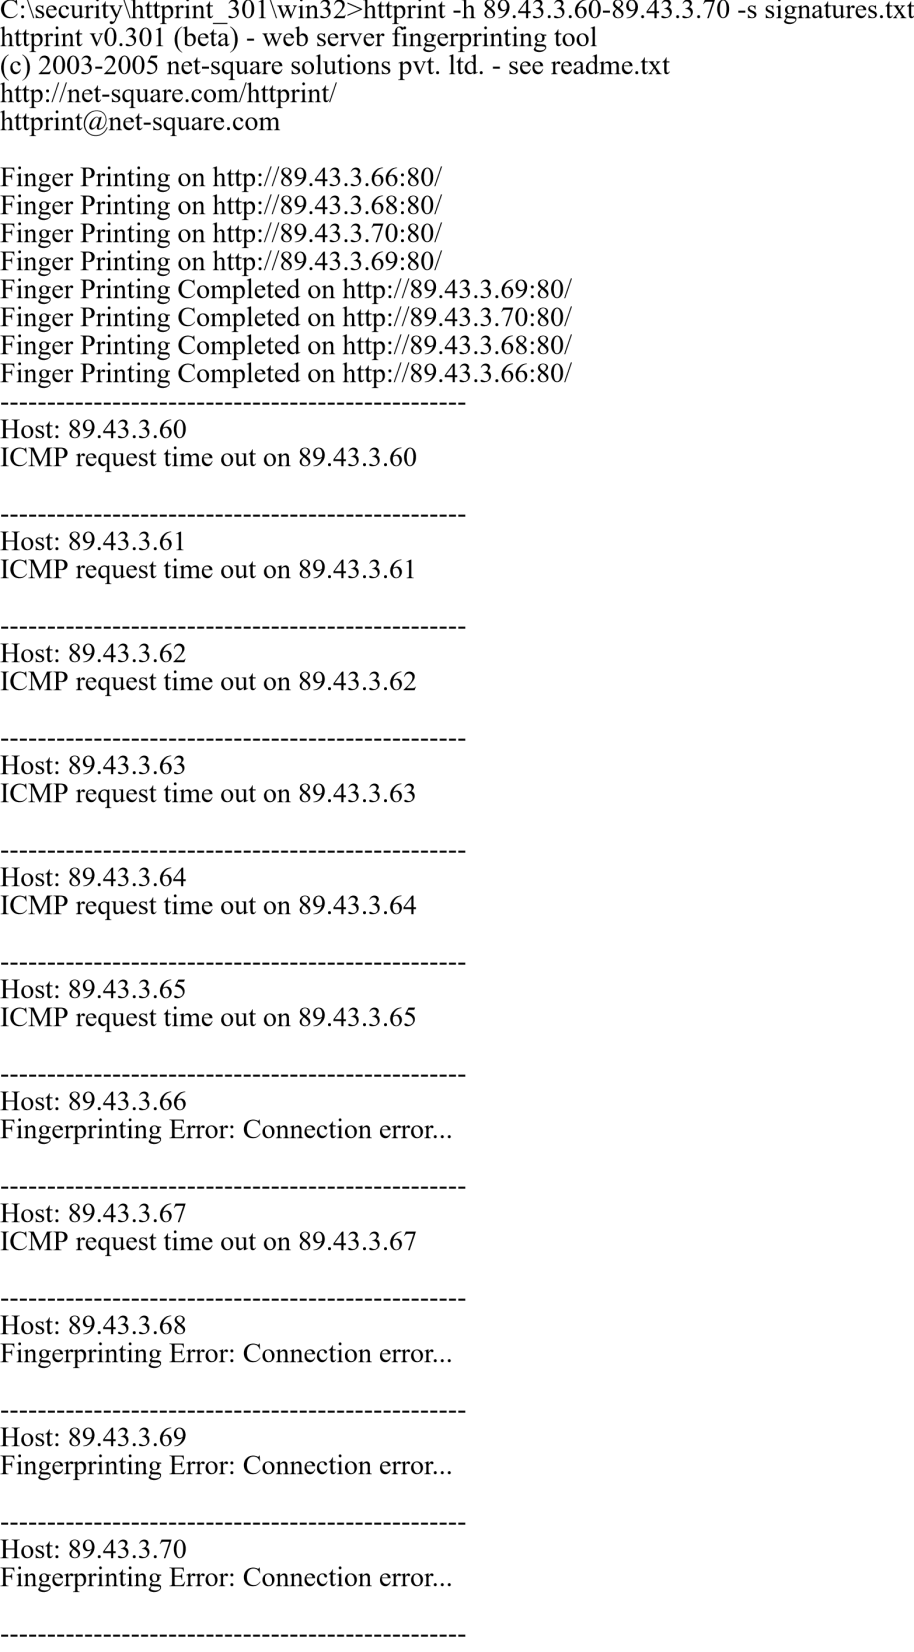 C:\security\httprint_301\win32>httprint -h 89.43.3.60-89.43.3.70 -s signatures.txt
httprint v0.301 (beta) - web server fingerprinting tool
(c) 2003-2005 net-square solutions pvt. ltd. - see readme.txt
http://net-square.com/httprint/
httprint@net-square.com

Finger Printing on http://89.43.3.66:80/
Finger Printing on http://89.43.3.68:80/
Finger Printing on http://89.43.3.70:80/
Finger Printing on http://89.43.3.69:80/
Finger Printing Completed on http://89.43.3.69:80/
Finger Printing Completed on http://89.43.3.70:80/
Finger Printing Completed on http://89.43.3.68:80/
Finger Printing Completed on http://89.43.3.66:80/
--------------------------------------------------
Host: 89.43.3.60
ICMP request time out on 89.43.3.60

--------------------------------------------------
Host: 89.43.3.61
ICMP request time out on 89.43.3.61

--------------------------------------------------
Host: 89.43.3.62
ICMP request time out on 89.43.3.62

--------------------------------------------------
Host: 89.43.3.63
ICMP request time out on 89.43.3.63

--------------------------------------------------
Host: 89.43.3.64
ICMP request time out on 89.43.3.64

--------------------------------------------------
Host: 89.43.3.65
ICMP request time out on 89.43.3.65

--------------------------------------------------
Host: 89.43.3.66
Fingerprinting Error: Connection error...

--------------------------------------------------
Host: 89.43.3.67
ICMP request time out on 89.43.3.67

--------------------------------------------------
Host: 89.43.3.68
Fingerprinting Error: Connection error...

--------------------------------------------------
Host: 89.43.3.69
Fingerprinting Error: Connection error...

--------------------------------------------------
Host: 89.43.3.70
Fingerprinting Error: Connection error...

--------------------------------------------------